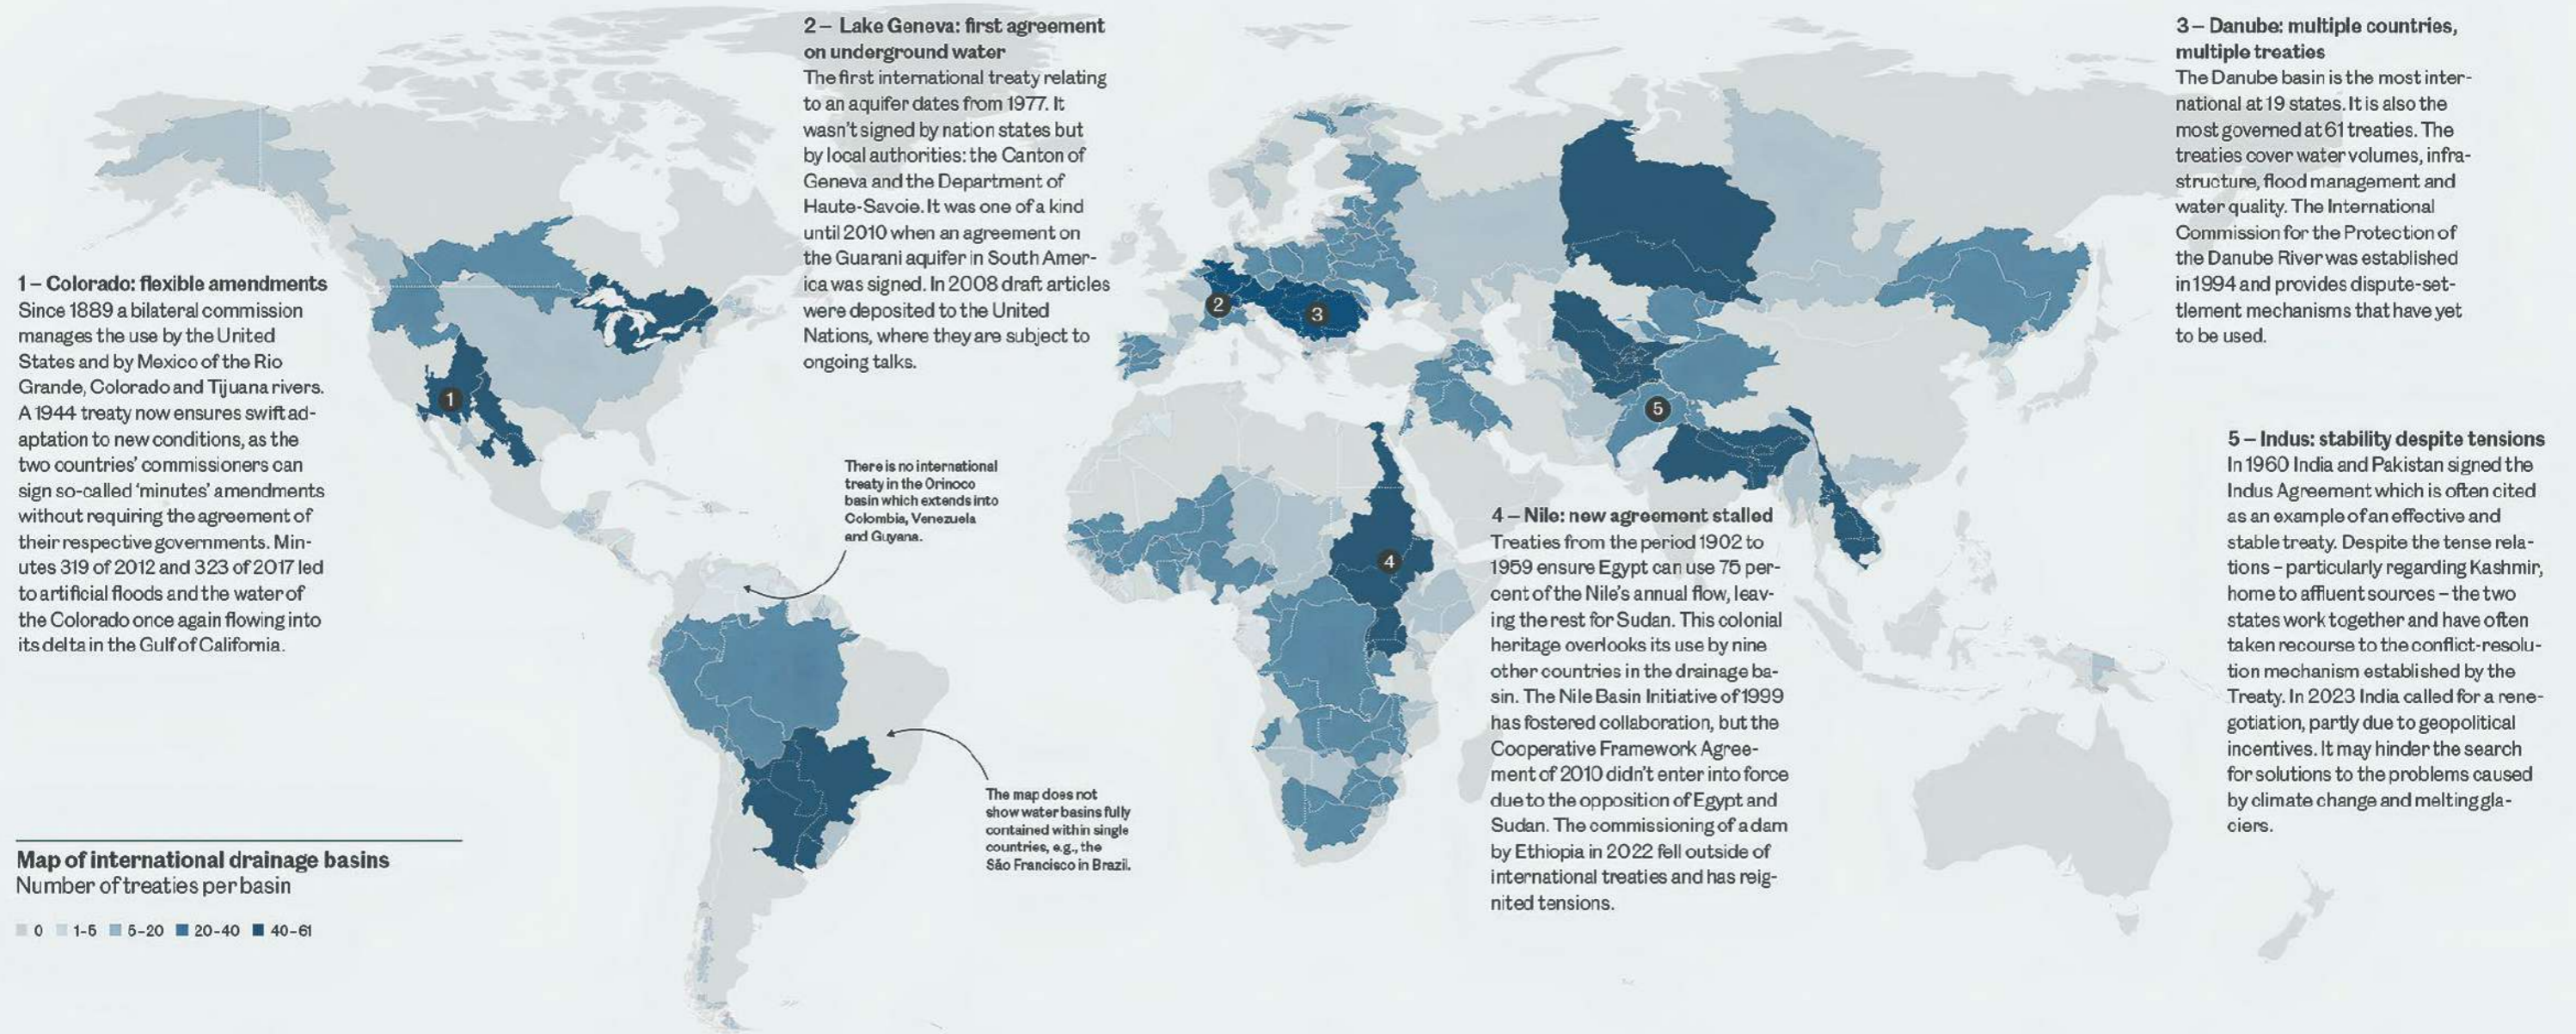 1 – Colorado: flexible amendments
Since 1889 a bilateral commission
manages the use by the United
States and by Mexico of the Rio
Grande, Colorado and Tijuana rivers.
A 1944 treaty now ensures swift ad-
aptation to new conditions, as the
two countries’ commissioners can
sign so-called ‘minutes’ amendments
without requiring the agreement of
their respective governments. Min-
utes 319 of 2012 and 323 of 2017 led
to artificial floods and the water of
the Colorado once again flowing into
its delta in the Gulf of California.
2 – Lake Geneva: first agreement
on underground water
The first international treaty relating
to an aquifer dates from 1977. It
wasn’t signed by nation states but
by local authorities: the Canton of
Geneva and the Department of
Haute-Savoie. It was one of a kind
until 2010 when an agreement on
the Guarani aquifer in South Amer-
ica was signed. In 2008 draft articles
were deposited to the United
Nations, where they are subject to
ongoing talks.
3 – Danube: multiple countries,
multiple treaties
The Danube basin is the most inter-
national at 19 states. It is also the
most governed at 61 treaties. The
treaties cover water volumes, infra-
structure, flood management and
water quality. The International
Commission for the Protection of
the Danube River was established
in 1994 and provides dispute-set-
tlement mechanisms that have yet
to be used.
4 – Nile: new agreement stalled
Treaties from the period 1902 to
1959 ensure Egypt can use 75 per-
cent of the Nile’s annual flow, leav-
ing the rest for Sudan. This colonial
heritage overlooks its use by nine
other countries in the drainage ba-
sin. The Nile Basin Initiative of 1999
has fostered collaboration, but the
Cooperative Framework Agree-
ment of 2010 didn’t enter into force
due to the opposition of Egypt and
Sudan. The commissioning of a dam
by Ethiopia in 2022 fell outside of
international treaties and has reig-
nited tensions.
5 – Indus: stability despite tensions
In 1960 India and Pakistan signed the
Indus Agreement which is often cited
as an example of an effective and
stable treaty. Despite the tense rela-
tions – particularly regarding Kashmir,
home to affluent sources – the two
states work together and have often
taken recourse to the conflict-resolu-
tion mechanism established by the
Treaty. In 2023 India called for a rene-
gotiation, partly due to geopolitical
incentives. It may hinder the search
for solutions to the problems caused
by climate change and melting gla-
ciers.
There is no international
treaty in the Orinoco
basin which extends into
Colombia, Venezuela
and Guyana.
The map does not
show water basins fully
contained within single
countries, e.g., the
São Francisco in Brazil.
1
2
3
4
5
Map of international drainage basins
Number of treaties per basin
0 1-5 5-20 20-40 40-61